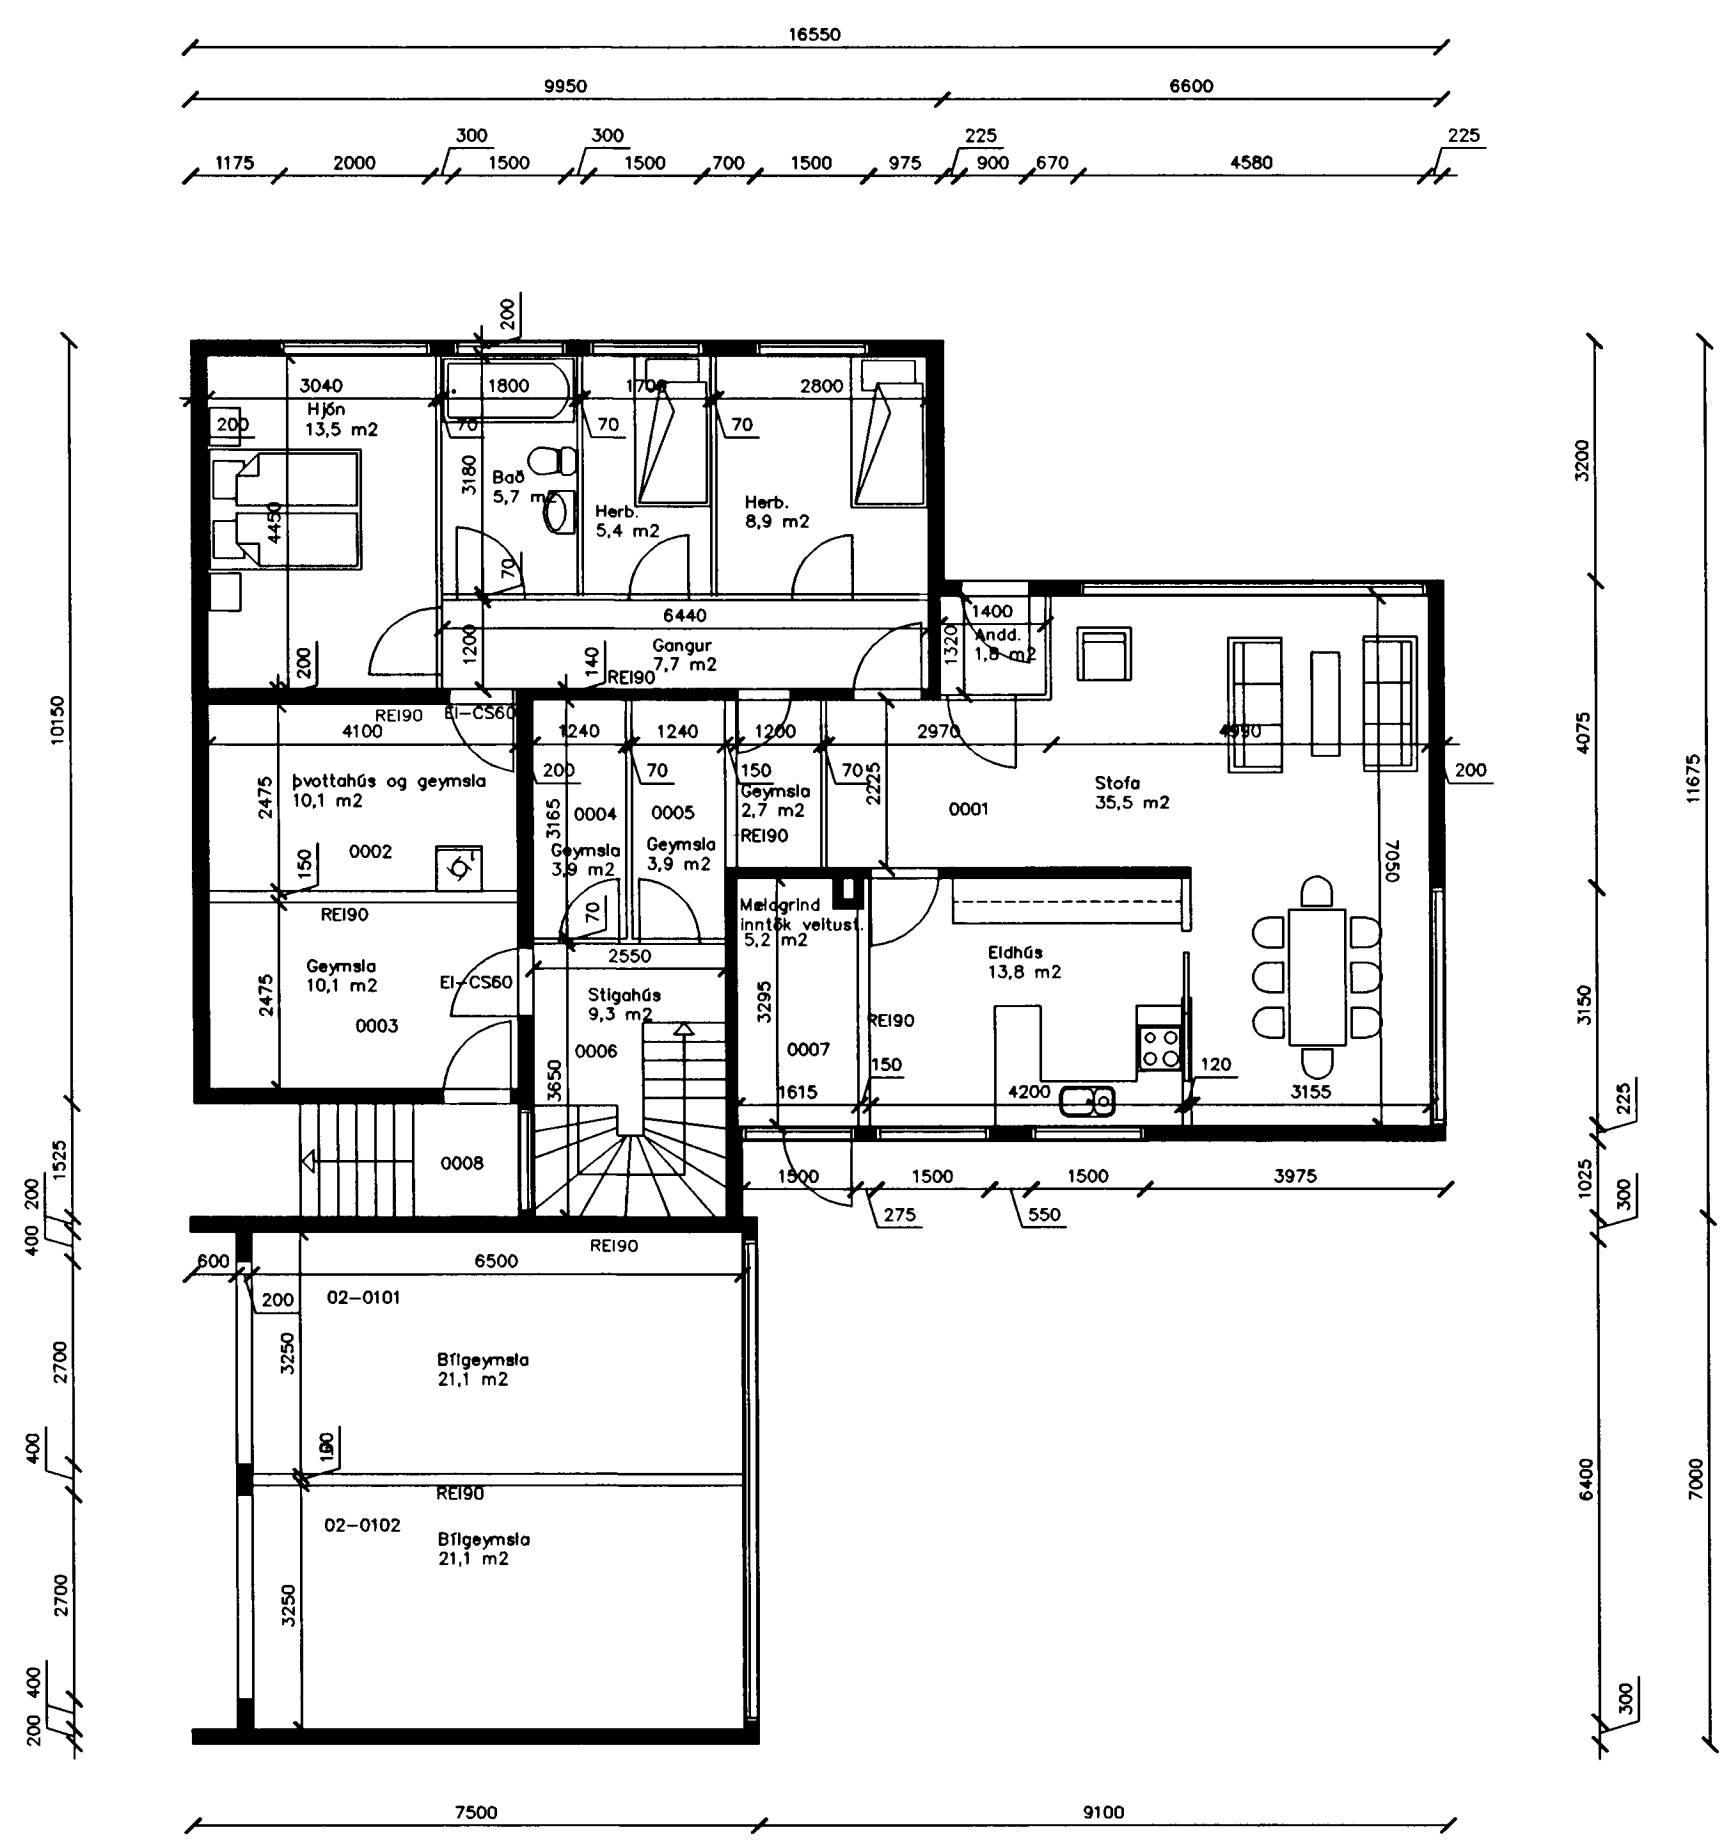 16550
9950 6600
300 300 225 225
1175 2000 1500 1500 700 1500 975 900 670 4580
200
3040 1800 1700 2800
Hjón
13,5 m2
200 70 70 70
3180
Bað
5,7 m2
Herb.
5,4 m2
Herb.
8,9 m2
4450
3200
70
6440
1400
Andd.
1,8 m2
1320
1200
Gangur
7,7 m2
200
140
REI90
10150
REI90 EI-CS60
4100 1240 1240 1200 2970 4990
4075
11675
200 70 150 70 200
2225
Þvottahús og geymsla
10,1 m2
2475
Geymsla
2,7 m2
REI90
Stofa
35,5 m2
0001
3165
0004 0005
Geymsla
3,9 m2
Geymsla
3,9 m2
0002
150
7050
REI90
70
Mælagrind
inntök veitust.
5,2 m2
2550
Eldhús
13,8 m2
Geymsla
10,1 m2
EI-CS60
2475
0003
Stigahús
9,3 m2
0006
3295
0007
REI90
3150
3650
150 120
1615 4200 3155
225
1525
0008
1500 1500 1500 3975
275 550
1025
300
200
400
REI90
600 6500
200
02-0101
3250
2700
Bílgeymsla
21,1 m2
400
REI90
02-0102
Bílgeymsla
21,1 m2
6400
7000
2700
3250
400
200
300
7500 9100